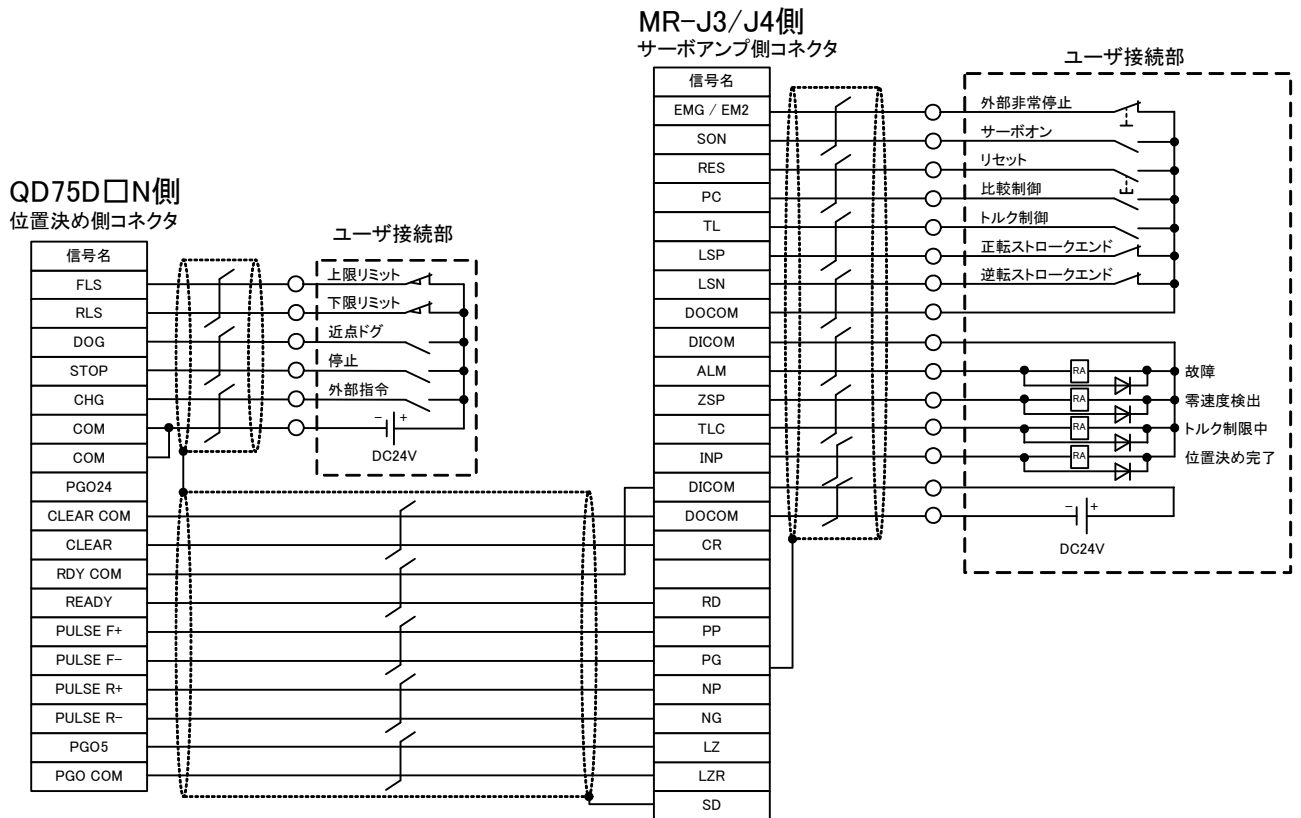 MR-J3/J4側
サーボアンプ側コネクタ
ユーザ接続部
信号名
EMG / EM2
外部非常停止
SON
サーボオン
RES
リセット
PC
比較制御
TL
トルク制御
LSP
正転ストロークエンド
LSN
逆転ストロークエンド
DOCOM
DICOM
ALM
RA
故障
ZSP
RA
零速度検出
TLC
RA
トルク制限中
INP
RA
位置決め完了
DICOM
DOCOM
- +
DC24V
CR
RD
PP
PG
NP
NG
LZ
LZR
SD
QD75D□N側
位置決め側コネクタ
ユーザ接続部
信号名
FLS
上限リミット
RLS
下限リミット
DOG
近点ドグ
STOP
停止
CHG
外部指令
COM
- +
COM
DC24V
PGO24
CLEAR COM
CLEAR
RDY COM
READY
PULSE F+
PULSE F-
PULSE R+
PULSE R-
PGO5
PGO COM